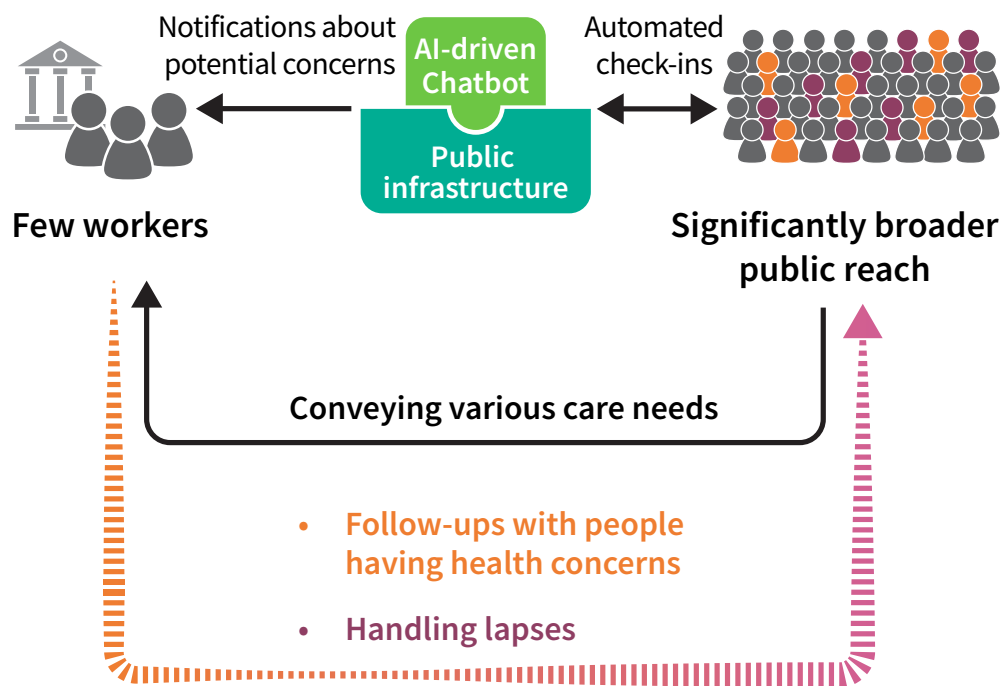 Notifications about
potential concerns
AI-driven
Chatbot
Public
infrastructure
Automated
check-ins
Few workers
Significantly broader
public reach
Conveying various care needs
• Follow-ups with people
having health concerns
• Handling lapses